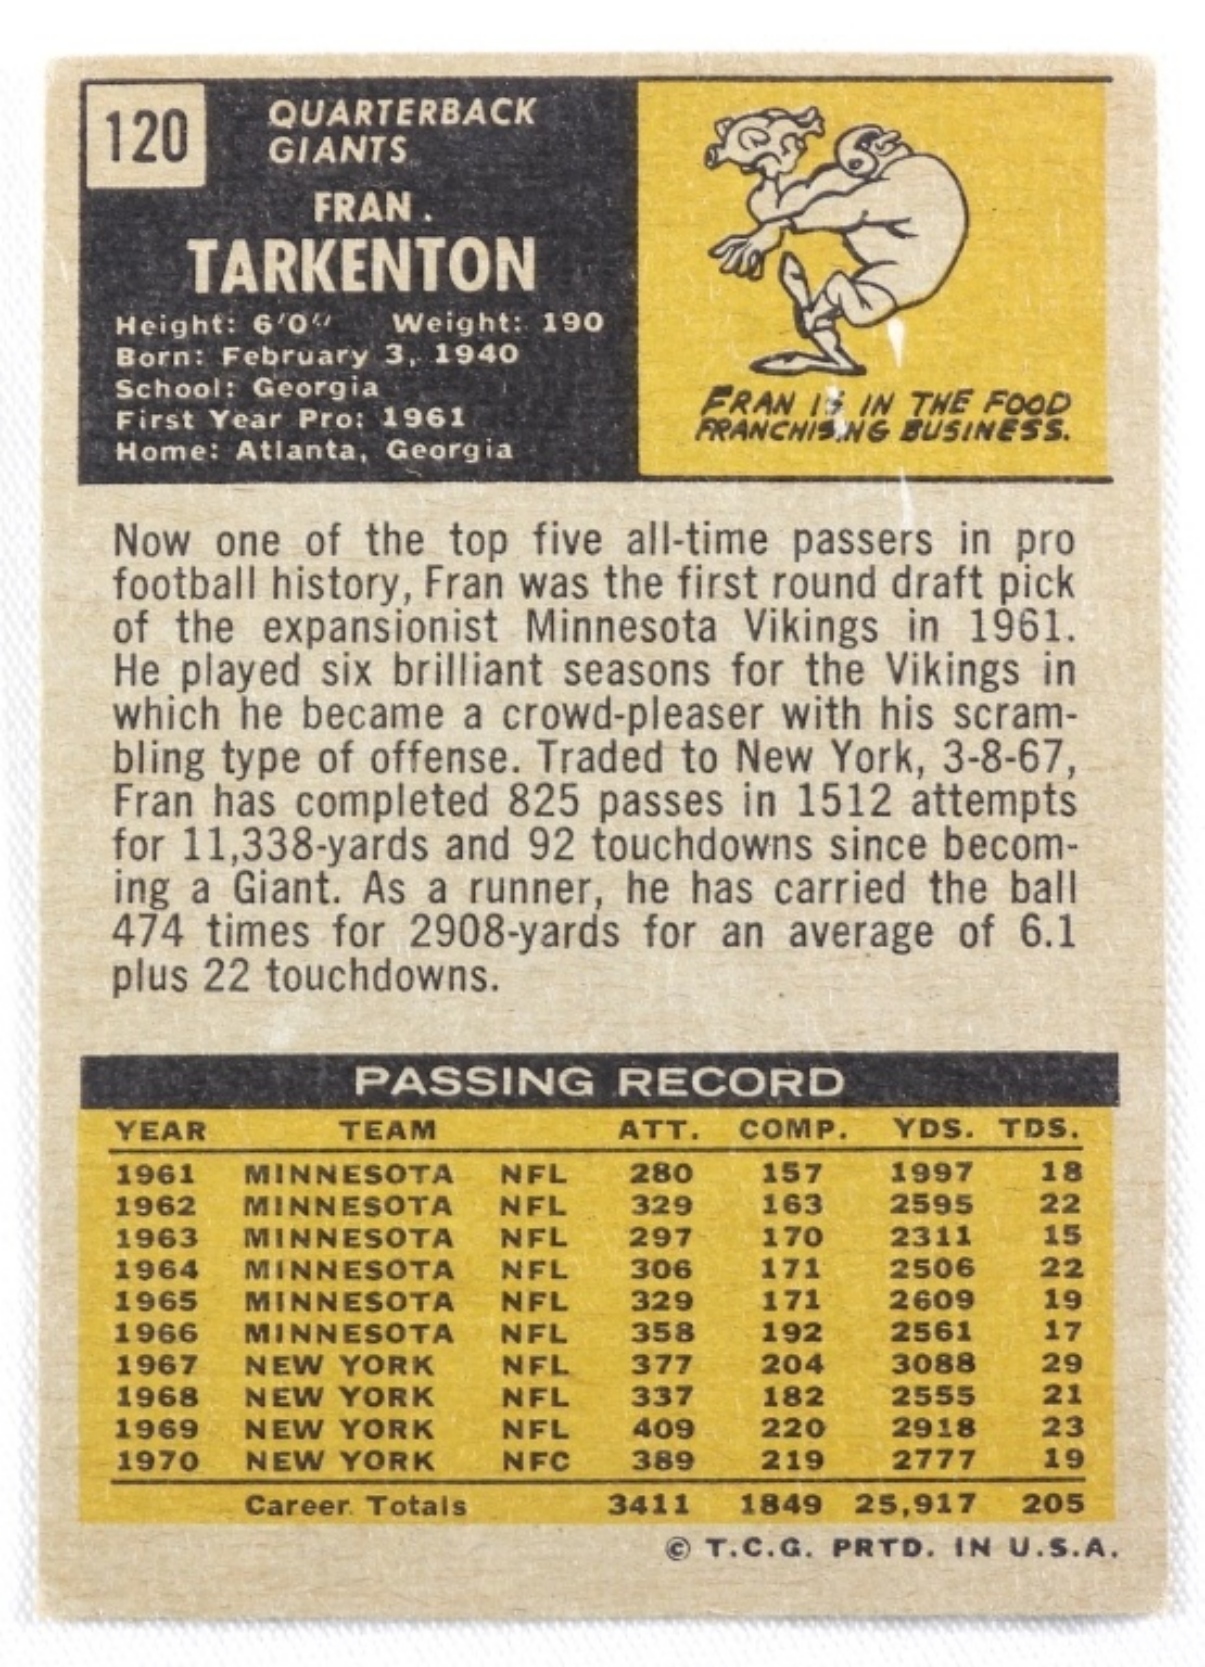 120
QUARTERBACK
GIANTS
FRAN.
TARKENTON
Height: 6'0" Weight: 190
Born: February 3, 1940
School: Georgia
First Year Pro: 1961
Home: Atlanta, Georgia
FRAN IS IN THE FOOD
FRANCHISING BUSINESS.
Now one of the top five all-time passers in pro
football history, Fran was the first round draft pick
of the expansionist Minnesota Vikings in 1961.
He played six brilliant seasons for the Vikings in
which he became a crowd-pleaser with his scram-
bling type of offense. Traded to New York, 3-8-67,
Fran has completed 825 passes in 1512 attempts
for 11,338-yards and 92 touchdowns since becom-
ing a Giant. As a runner, he has carried the ball
474 times for 2908-yards for an average of 6.1
plus 22 touchdowns.
PASSING RECORD
YEAR TEAM ATT. COMP. YDS. TDS.
1961 MINNESOTA NFL 280 157 1997 18
1962 MINNESOTA NFL 329 163 2595 22
1963 MINNESOTA NFL 297 170 2311 15
1964 MINNESOTA NFL 306 171 2506 22
1965 MINNESOTA NFL 329 171 2609 19
1966 MINNESOTA NFL 358 192 2561 17
1967 NEW YORK NFL 377 204 3088 29
1968 NEW YORK NFL 337 182 2555 21
1969 NEW YORK NFL 409 220 2918 23
1970 NEW YORK NFC 389 219 2777 19
Career Totals 3411 1849 25,917 205
© T.C.G. PRTD. IN U.S.A.